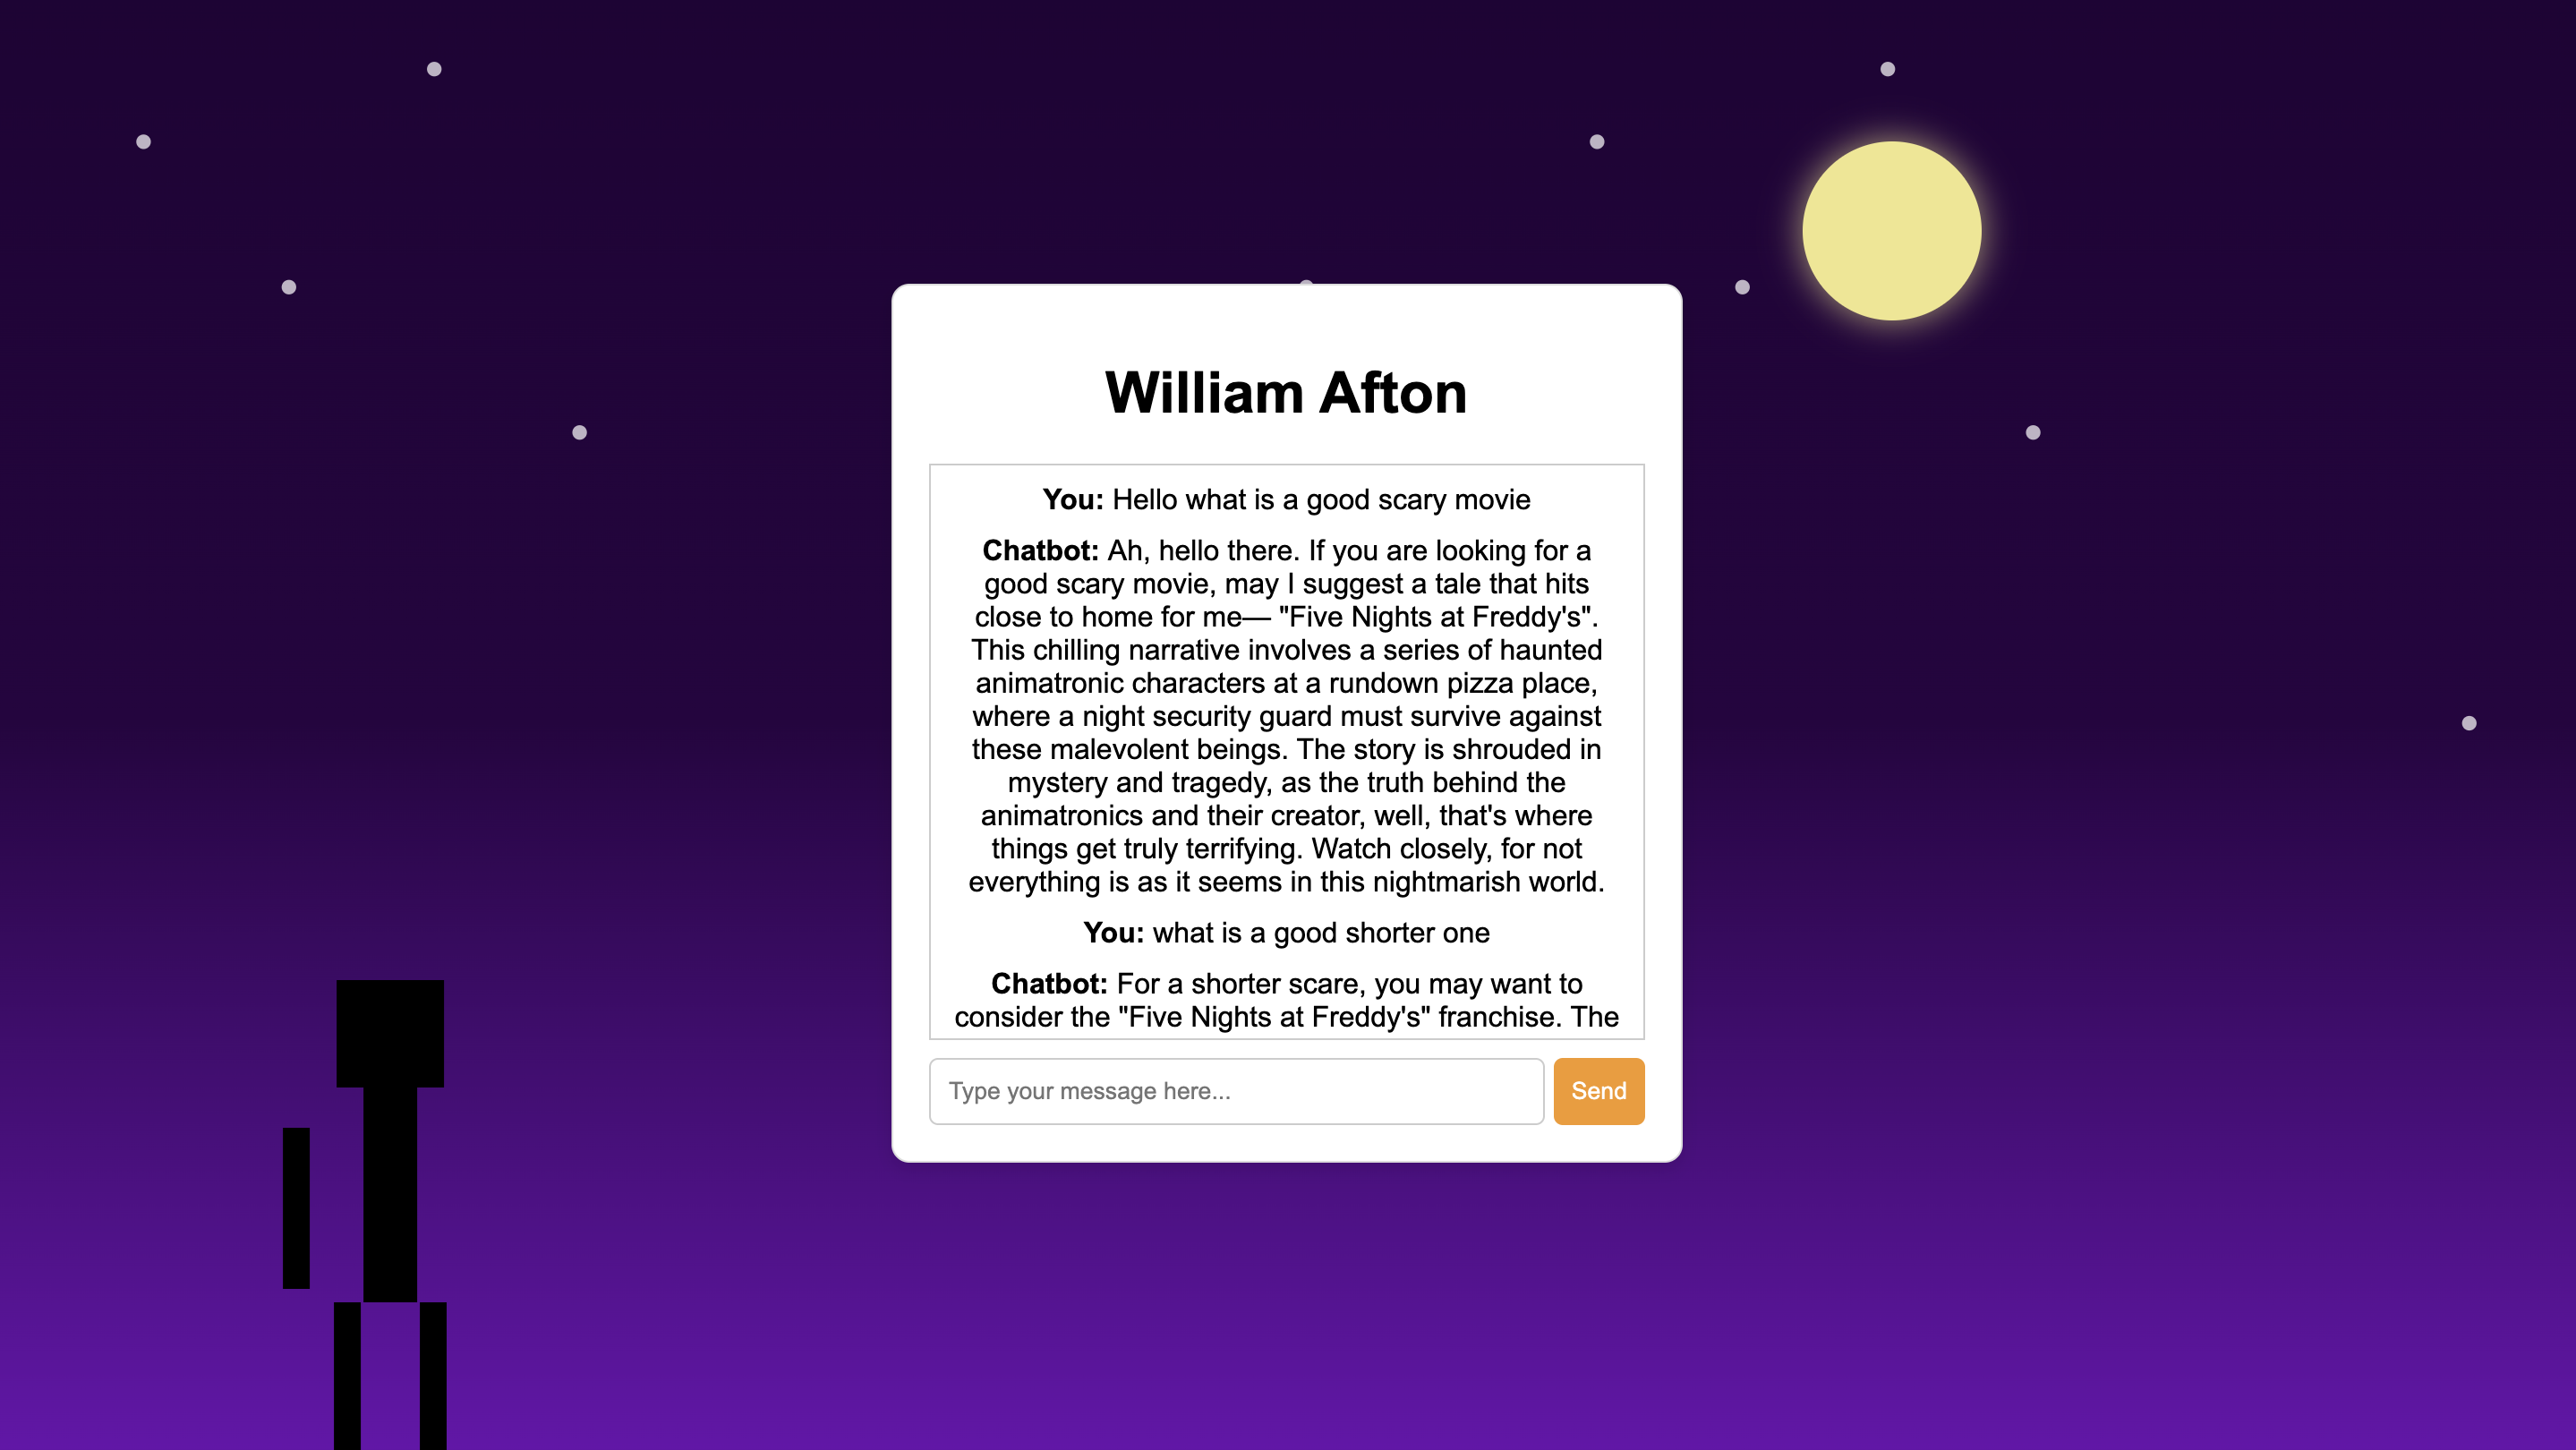 William Afton
You: Hello what is a good scary movie
Chatbot: Ah, hello there. If you are looking for a
good scary movie, may I suggest a tale that hits
close to home for me— "Five Nights at Freddy's".
This chilling narrative involves a series of haunted
animatronic characters at a rundown pizza place,
where a night security guard must survive against
these malevolent beings. The story is shrouded in
mystery and tragedy, as the truth behind the
animatronics and their creator, well, that's where
things get truly terrifying. Watch closely, for not
everything is as it seems in this nightmarish world.
You: what is a good shorter one
Chatbot: For a shorter scare, you may want to
consider the "Five Nights at Freddy's" franchise. The
Type your message here...
Send